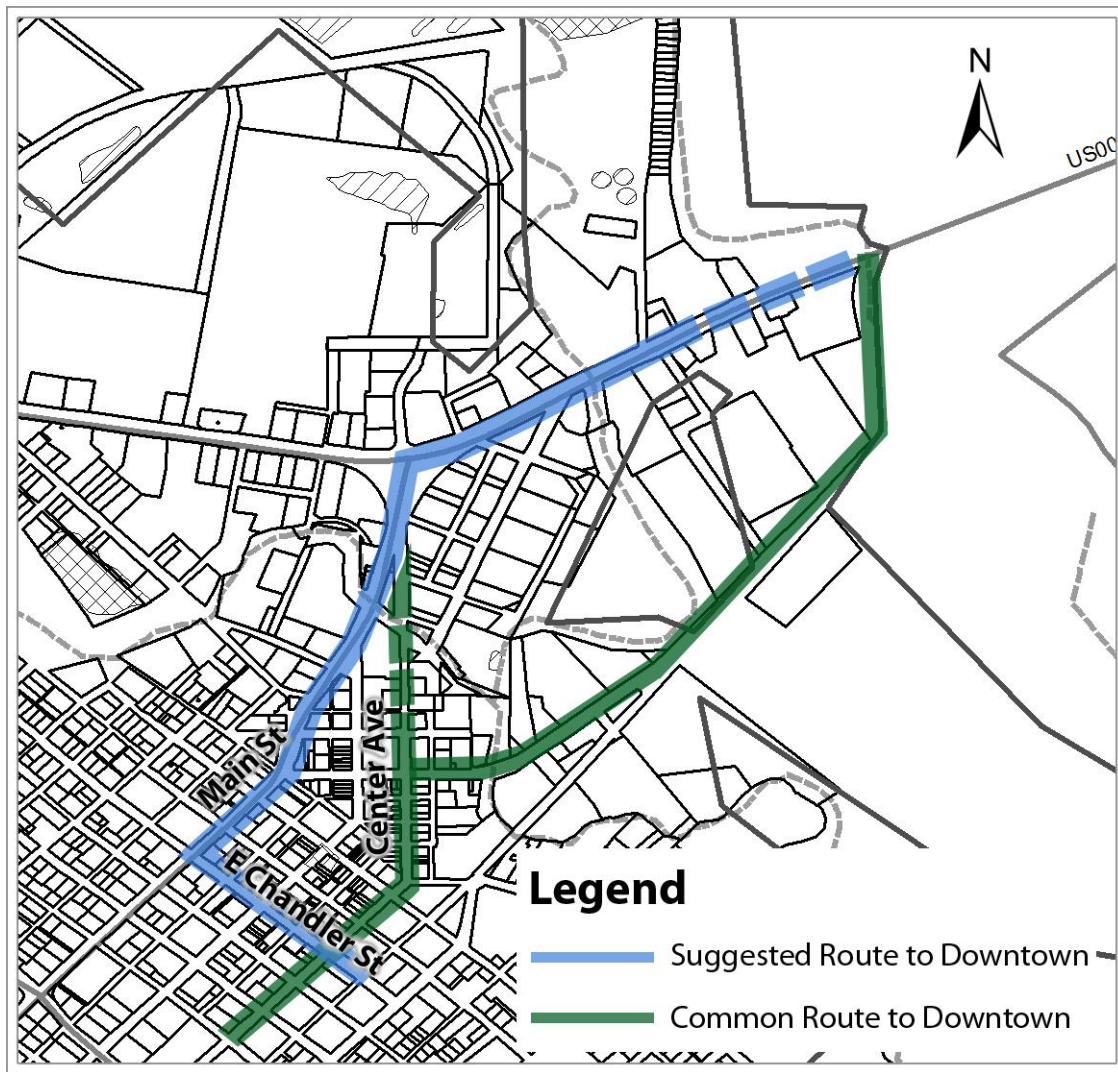 N
US00
Main St
Center Ave
E Chandler St
Legend
Suggested Route to Downtown
Common Route to Downtown